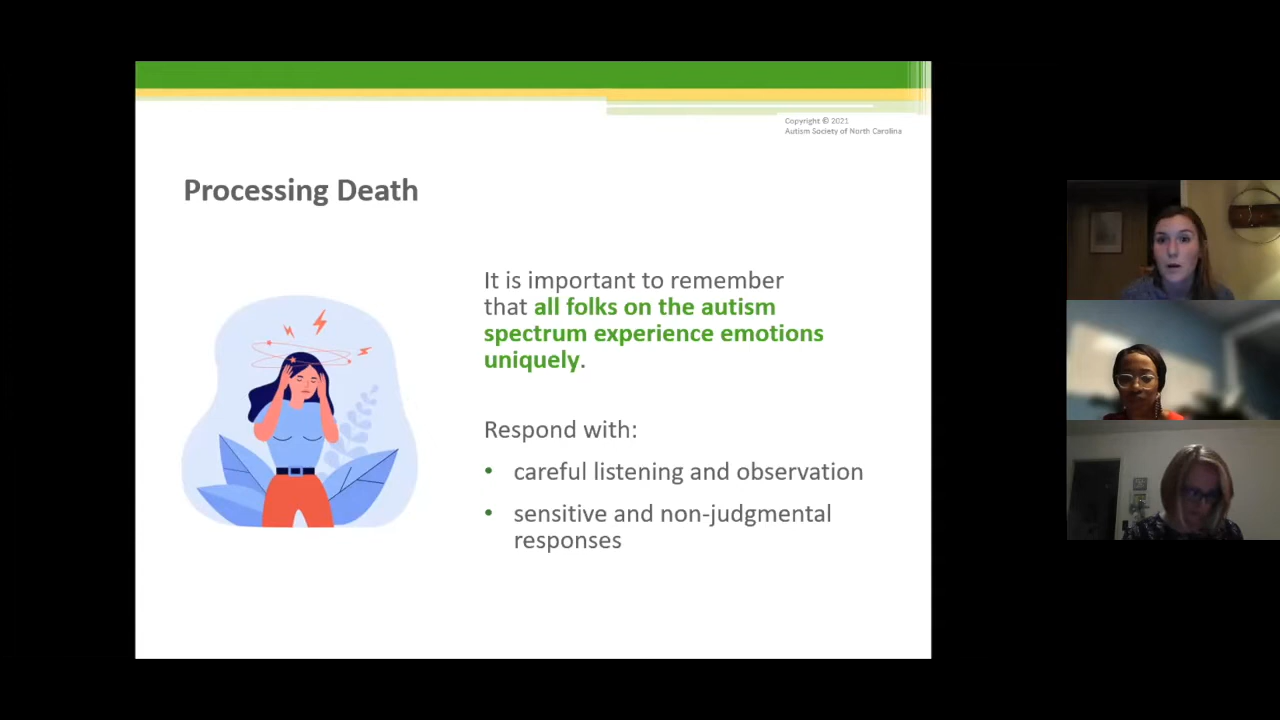 Copyright © 2021
Autism Society of North Carolina
Processing Death
It is important to remember
that all folks on the autism
spectrum experience emotions
uniquely.
Respond with:
• careful listening and observation
• sensitive and non-judgmental
responses